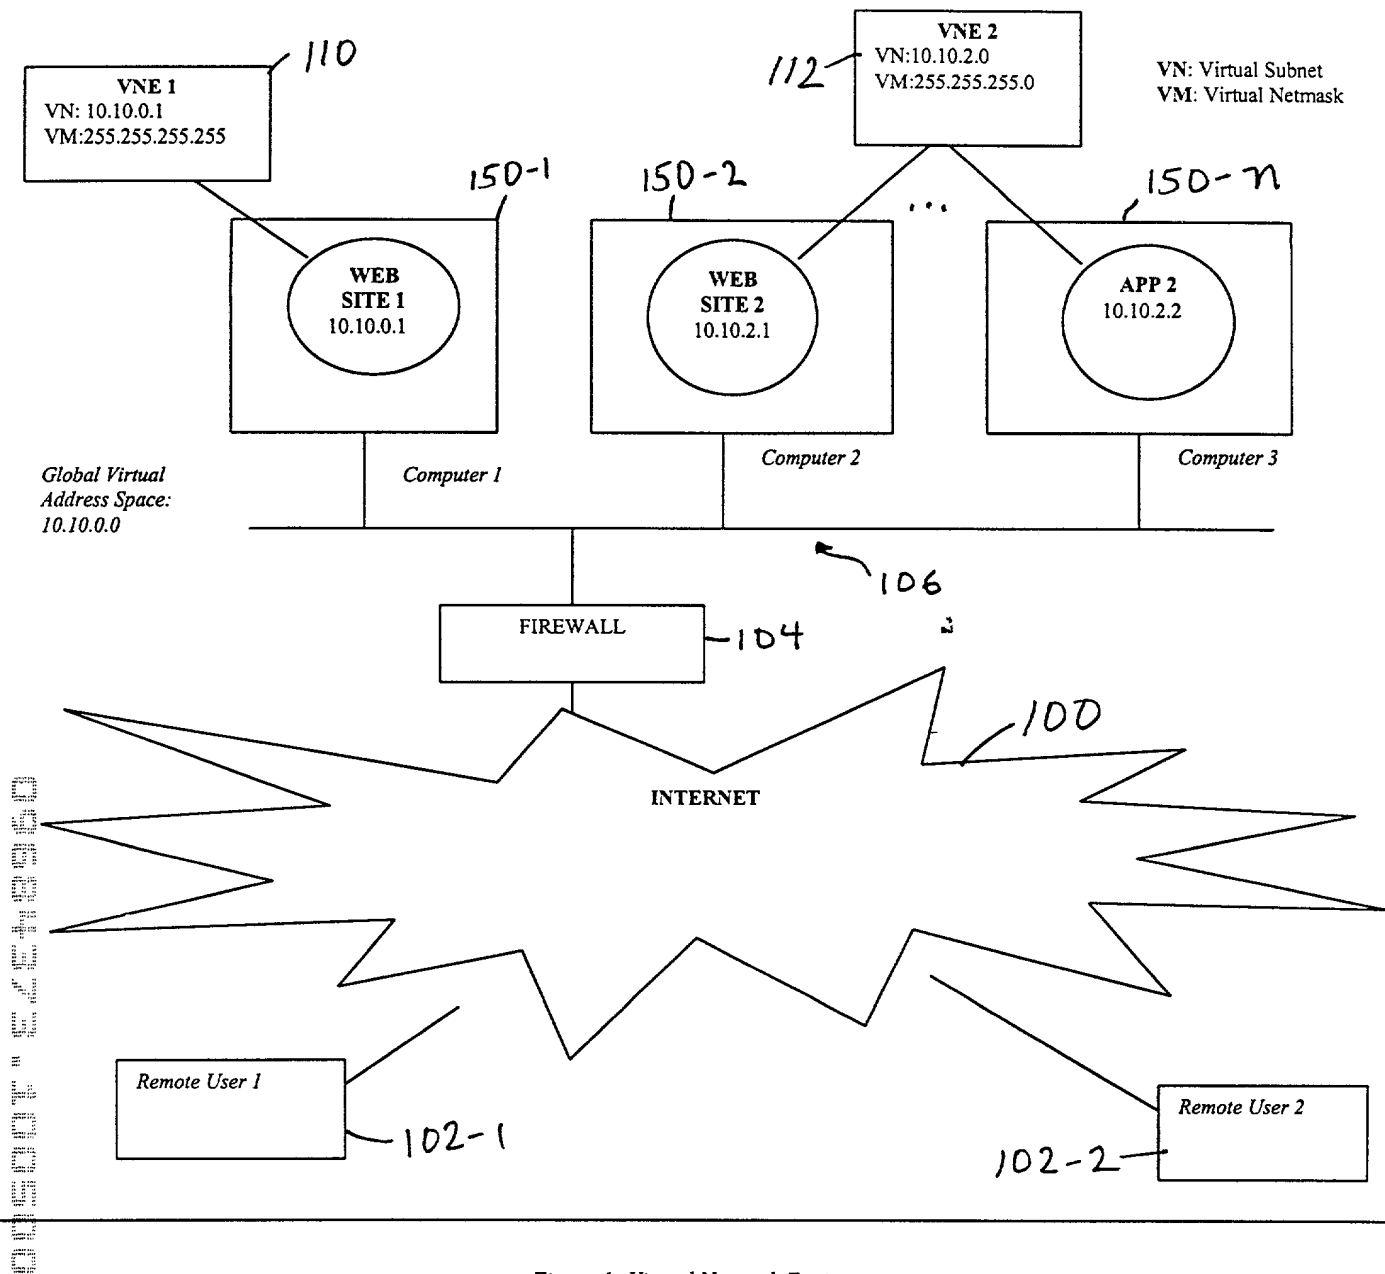 110
VNE 1
VN: 10.10.0.1
VM:255.255.255.255
112
VNE 2
VN:10.10.2.0
VM:255.255.255.0
VN: Virtual Subnet
VM: Virtual Netmask
150-1
150-2
...
150-n
WEB
SITE 1
10.10.0.1
WEB
SITE 2
10.10.2.1
APP 2
10.10.2.2
Computer 1
Computer 2
Computer 3
Global Virtual
Address Space:
10.10.0.0
106
FIREWALL
104
100
INTERNET
Remote User 1
102-1
Remote User 2
102-2